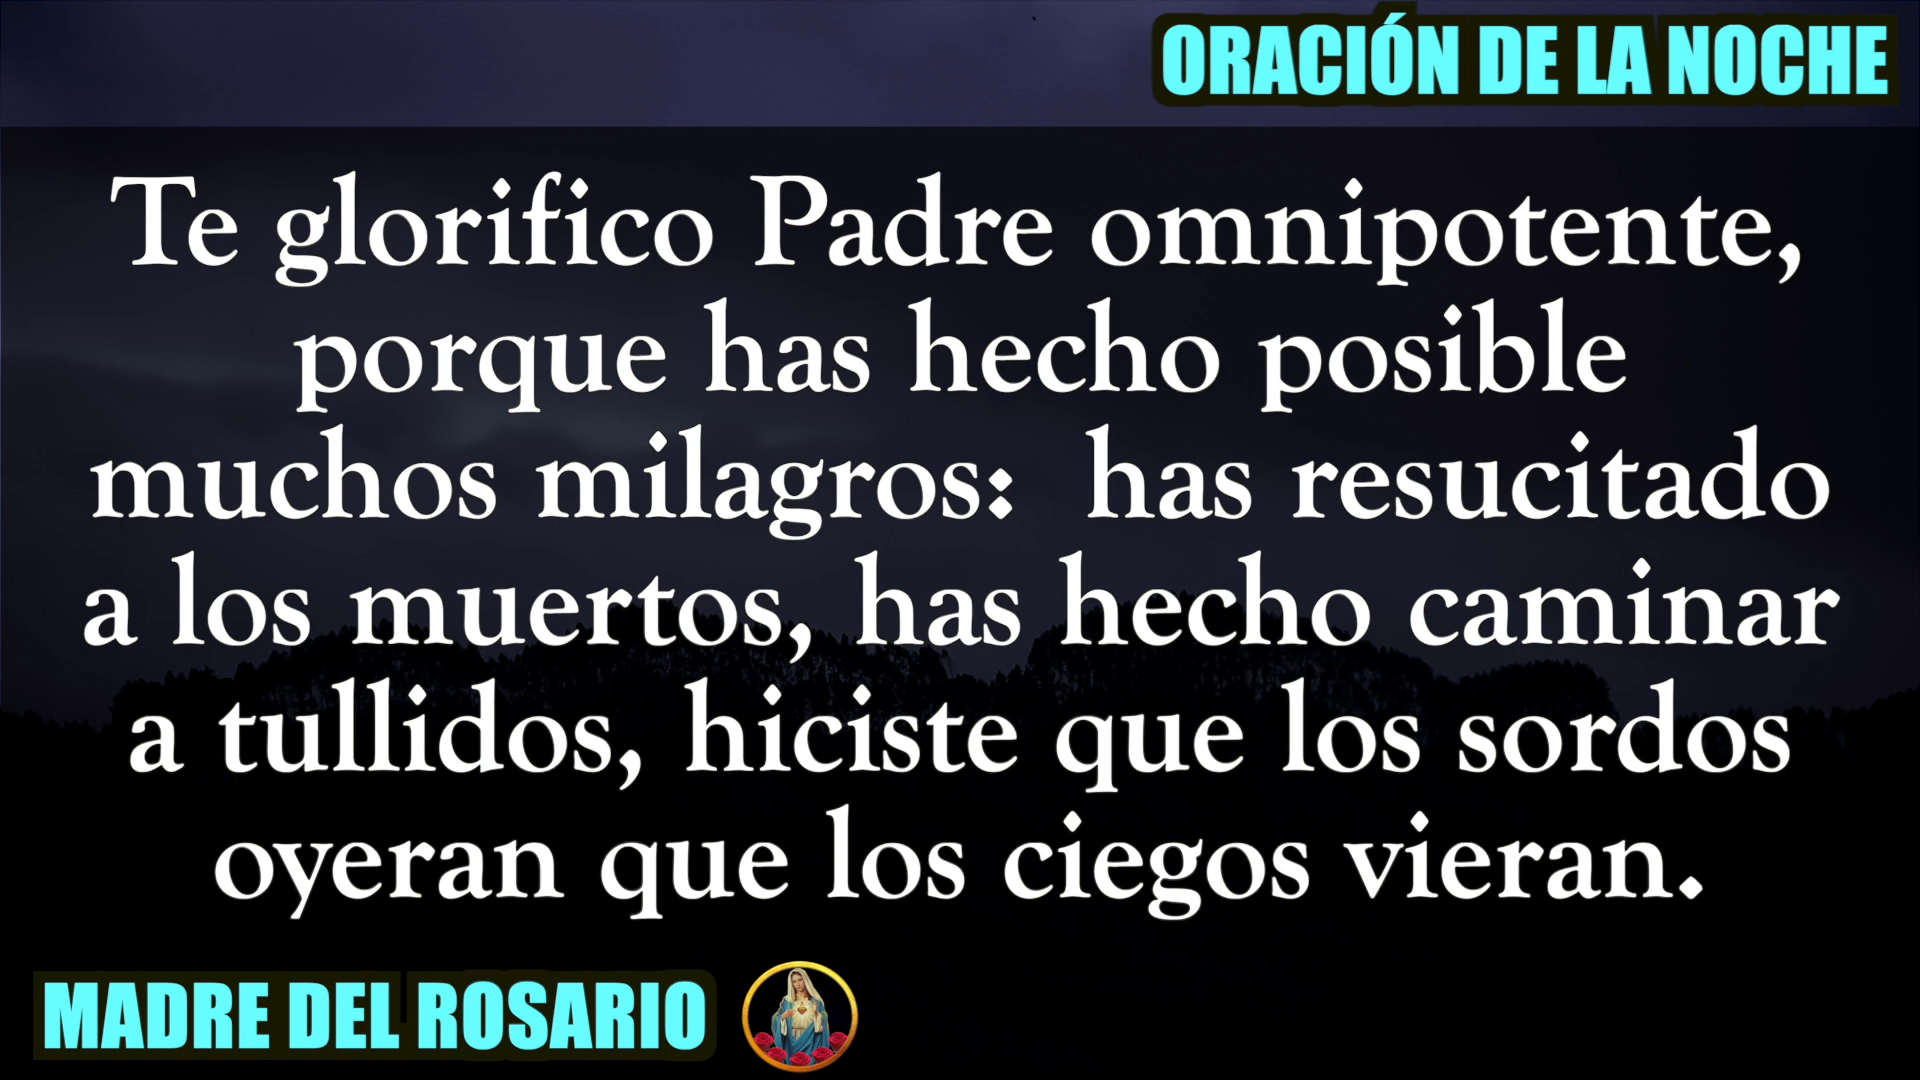 ORACIÓN DE LA NOCHE
Te glorifico Padre omnipotente,
porque has hecho posible
muchos milagros:  has resucitado
a los muertos, has hecho caminar
a tullidos, hiciste que los sordos
oyeran que los ciegos vieran.
MADRE DEL ROSARIO